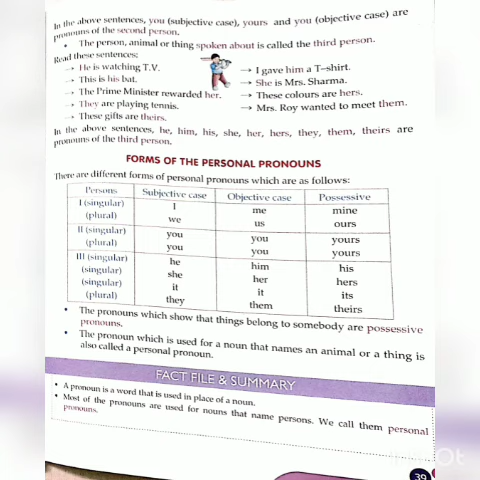 In the above sentences, you (subjective case), yours and you (objective case) are
pronouns of the second person.
• The person, animal or thing spoken about is called the third person.
Read these sentences:
→ He is watching T.V.
→ This is his bat.
→ The Prime Minister rewarded her.
→ They are playing tennis.
→ These gifts are theirs.
→ I gave him a T-shirt.
→ She is Mrs. Sharma.
→ These colours are hers.
→ Mrs. Roy wanted to meet them.
In the above sentences, he, him, his, she, her, hers, they, them, theirs are
pronouns of the third person.
FORMS OF THE PERSONAL PRONOUNS
There are different forms of personal pronouns which are as follows:
Persons Subjective case Objective case Possessive
I (singular) I me mine
(plural) we us ours
II (singular) you you yours
(plural) you you yours
III (singular) he him his
(singular) she her hers
(singular) it it its
(plural) they them theirs
• The pronouns which show that things belong to somebody are possessive
pronouns.
• The pronoun which is used for a noun that names an animal or a thing is
also called a personal pronoun.
FACT FILE & SUMMARY
• A pronoun is a word that is used in place of a noun.
• Most of the pronouns are used for nouns that name persons. We call them personal
pronouns.
39